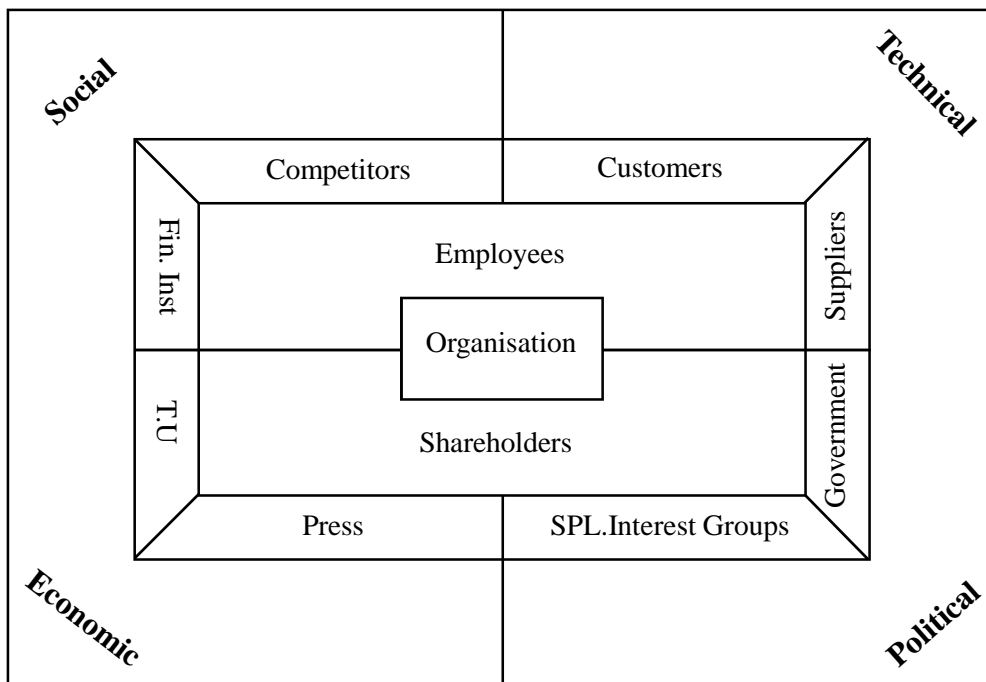 Social
Technical
Competitors
Customers
Fin. Inst
Employees
Suppliers
Organisation
T.U
Shareholders
Government
Press
SPL.Interest Groups
Economic
Political